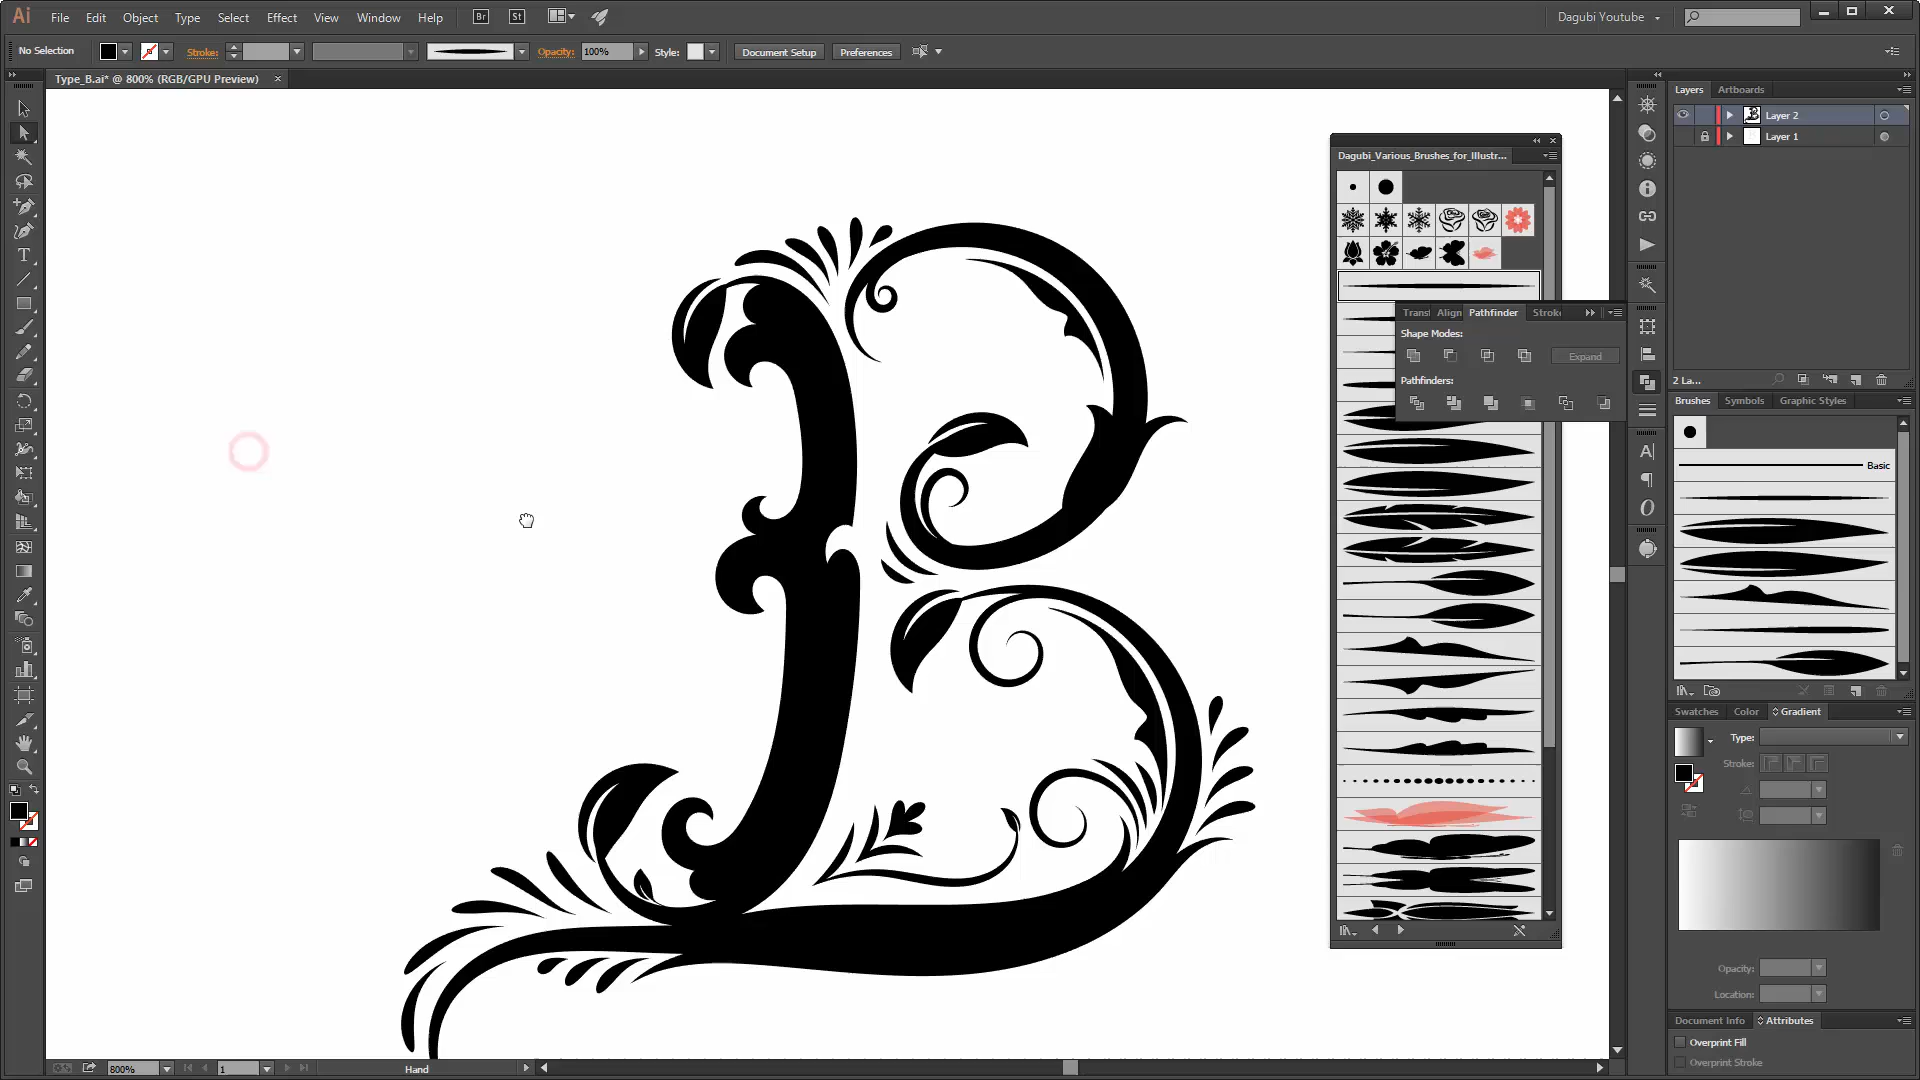 Ai File Edit Object Type Select Effect View Window Help Br St Dagubi Youtube
No Selection Stroke: Opacity: 100% Style: Document Setup Preferences
Type_B.ai* @ 800% (RGB/GPU Preview)
Layers Artboards
Layer 2
Layer 1
Dagubi_Various_Brushes_for_Illustr...
Transf Align Pathfinder Stroke
Shape Modes:
Expand
Pathfinders:
2 La...
Brushes Symbols Graphic Styles
Basic
B
Swatches Color Gradient
Type:
Stroke:
Opacity:
Location:
Document Info Attributes
Overprint Fill
Overprint Stroke
800% 1 Hand